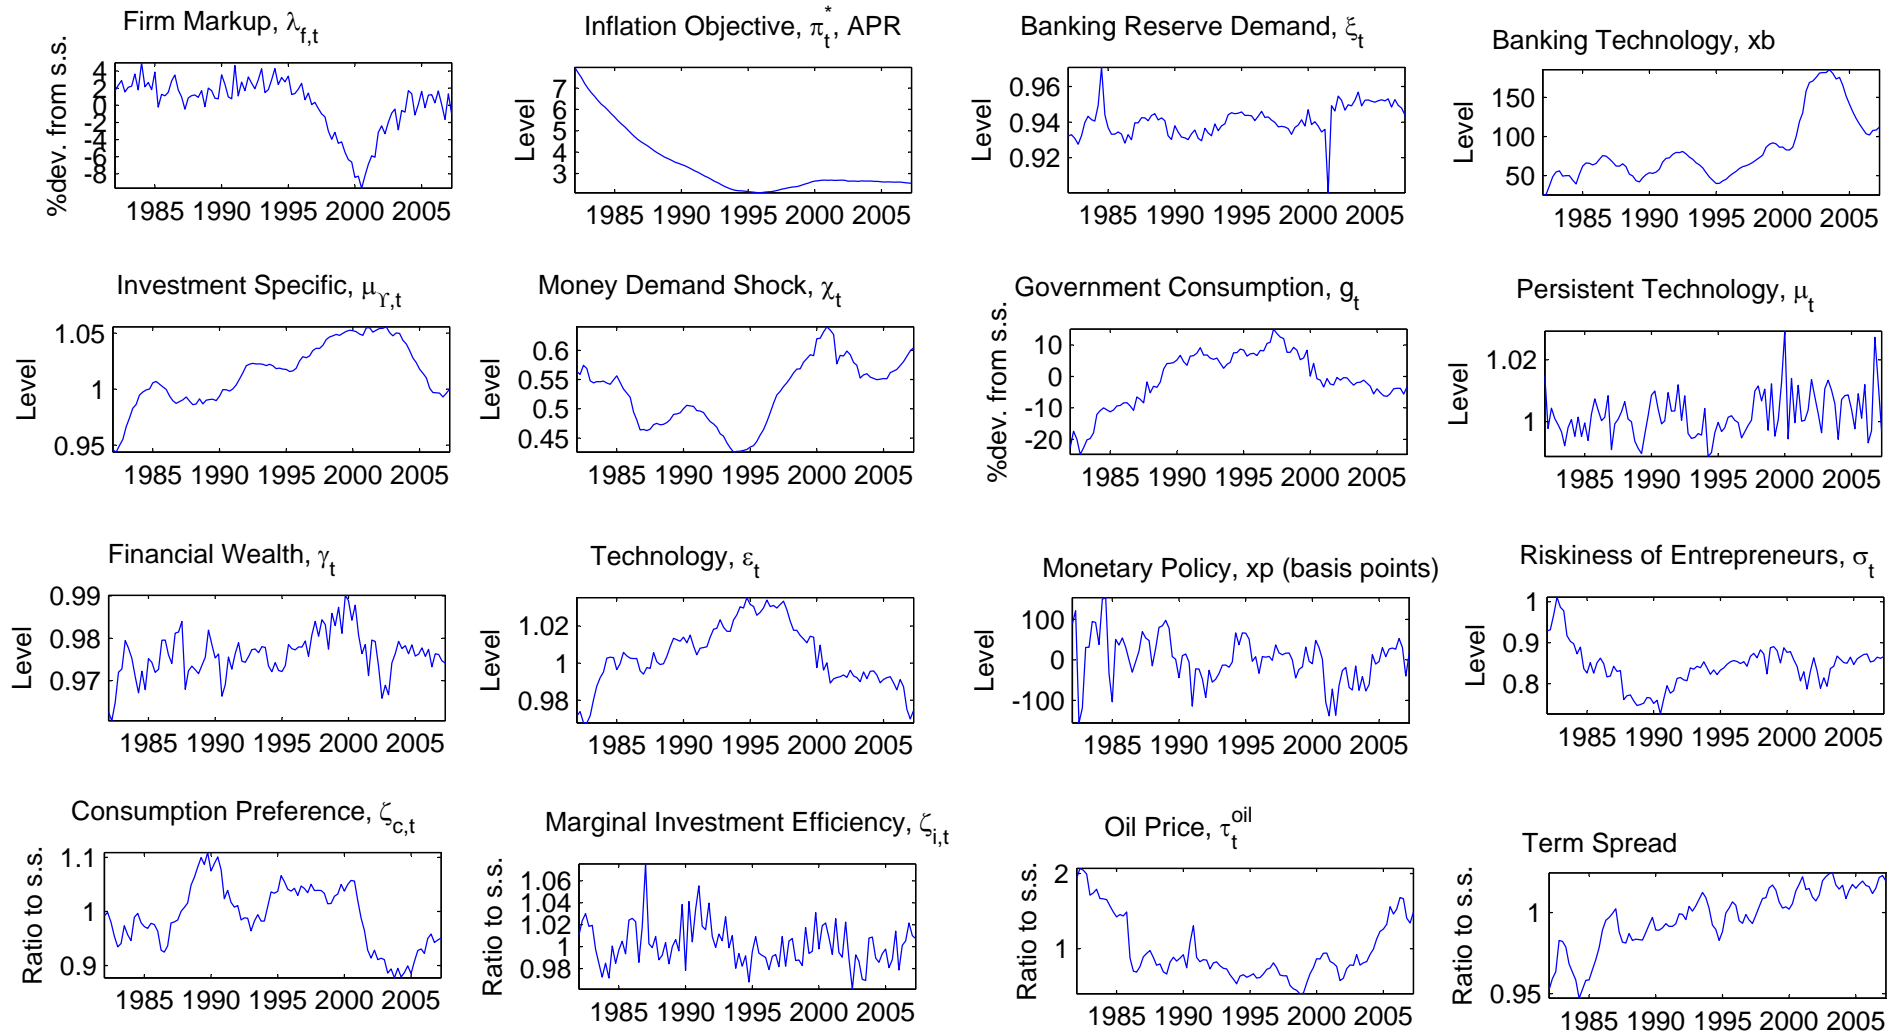 Firm Markup, λf,t
%dev. from s.s.
4
2
0
-2
-4
-6
-8
1985 1990 1995 2000 2005
Inflation Objective, π*t, APR
Level
7
6
5
4
3
1985 1990 1995 2000 2005
Banking Reserve Demand, ξt
Level
0.96
0.94
0.92
1985 1990 1995 2000 2005
Banking Technology, xb
Level
150
100
50
1985 1990 1995 2000 2005
Investment Specific, μΥ,t
Level
1.05
1
0.95
1985 1990 1995 2000 2005
Money Demand Shock, χt
Level
0.6
0.55
0.5
0.45
1985 1990 1995 2000 2005
Government Consumption, gt
%dev. from s.s.
10
0
-10
-20
1985 1990 1995 2000 2005
Persistent Technology, μt
Level
1.02
1
1985 1990 1995 2000 2005
Financial Wealth, γt
Level
0.99
0.98
0.97
1985 1990 1995 2000 2005
Technology, εt
Level
1.02
1
0.98
1985 1990 1995 2000 2005
Monetary Policy, xp (basis points)
Level
100
0
-100
1985 1990 1995 2000 2005
Riskiness of Entrepreneurs, σt
Level
1
0.9
0.8
1985 1990 1995 2000 2005
Consumption Preference, ζc,t
Ratio to s.s.
1.1
1
0.9
1985 1990 1995 2000 2005
Marginal Investment Efficiency, ζi,t
Ratio to s.s.
1.06
1.04
1.02
1
0.98
1985 1990 1995 2000 2005
Oil Price, τtoil
Ratio to s.s.
2
1
1985 1990 1995 2000 2005
Term Spread
Ratio to s.s.
1
0.95
1985 1990 1995 2000 2005